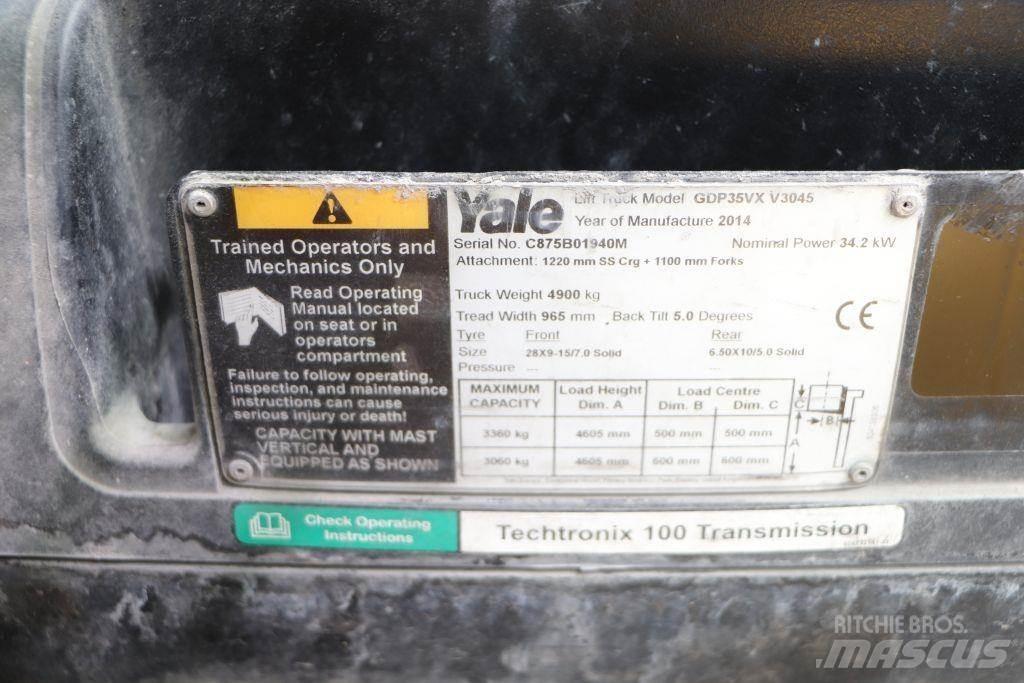 Trained Operators and
Mechanics Only
Read Operating
Manual located
on seat or in
operators
compartment
Failure to follow operating,
inspection, and maintenance
instructions can cause
serious injury or death!
CAPACITY WITH MAST
VERTICAL AND
EQUIPPED AS SHOWN
Yale
Lift Truck Model GDP35VX V3045
Year of Manufacture 2014
Serial No. C875B01940M Nominal Power 34.2 kW
Attachment: 1220 mm SS Crg + 1100 mm Forks
Truck Weight 4900 kg
Tread Width 965 mm Back Tilt 5.0 Degrees
CE
Tyre Front Rear
Size 28X9-15/7.0 Solid 6.50X10/5.0 Solid
Pressure --- ---
MAXIMUM CAPACITY Load Height Dim. A Load Centre Dim. B Dim. C
3360 kg 4605 mm 500 mm 500 mm
3060 kg 4605 mm 600 mm 600 mm
C
B
A
Check Operating
Instructions
Techtronix 100 Transmission
RITCHIE BROS.
MASCUS